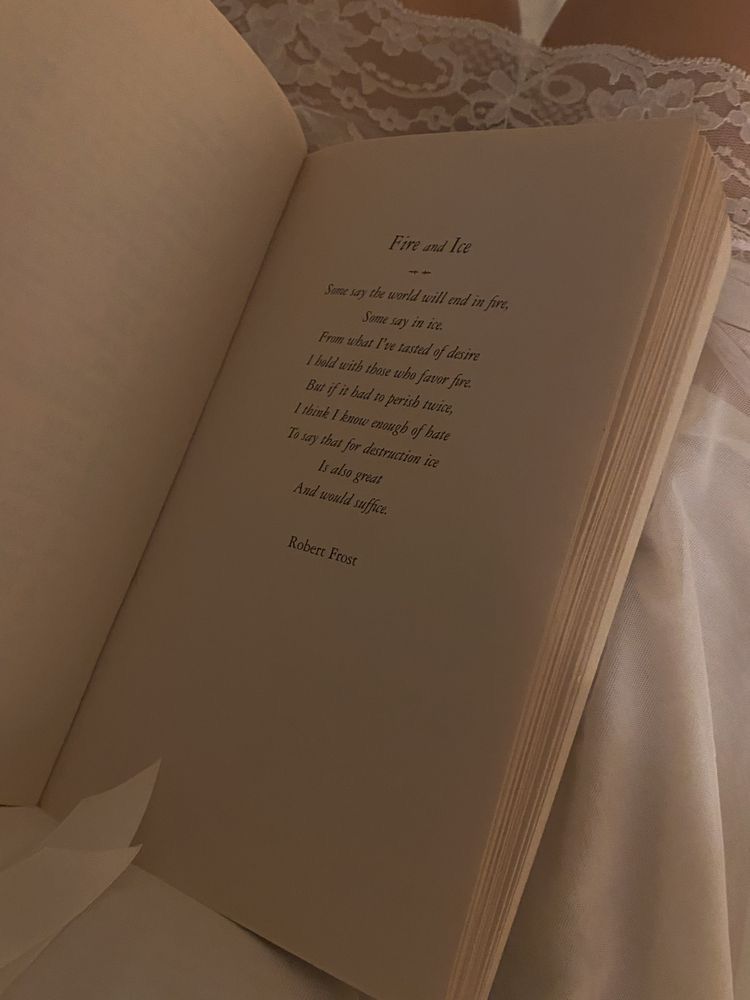 Fire and Ice
Some say the world will end in fire,
Some say in ice.
From what I've tasted of desire
I hold with those who favor fire.
But if it had to perish twice,
I think I know enough of hate
To say that for destruction ice
Is also great
And would suffice.
Robert Frost